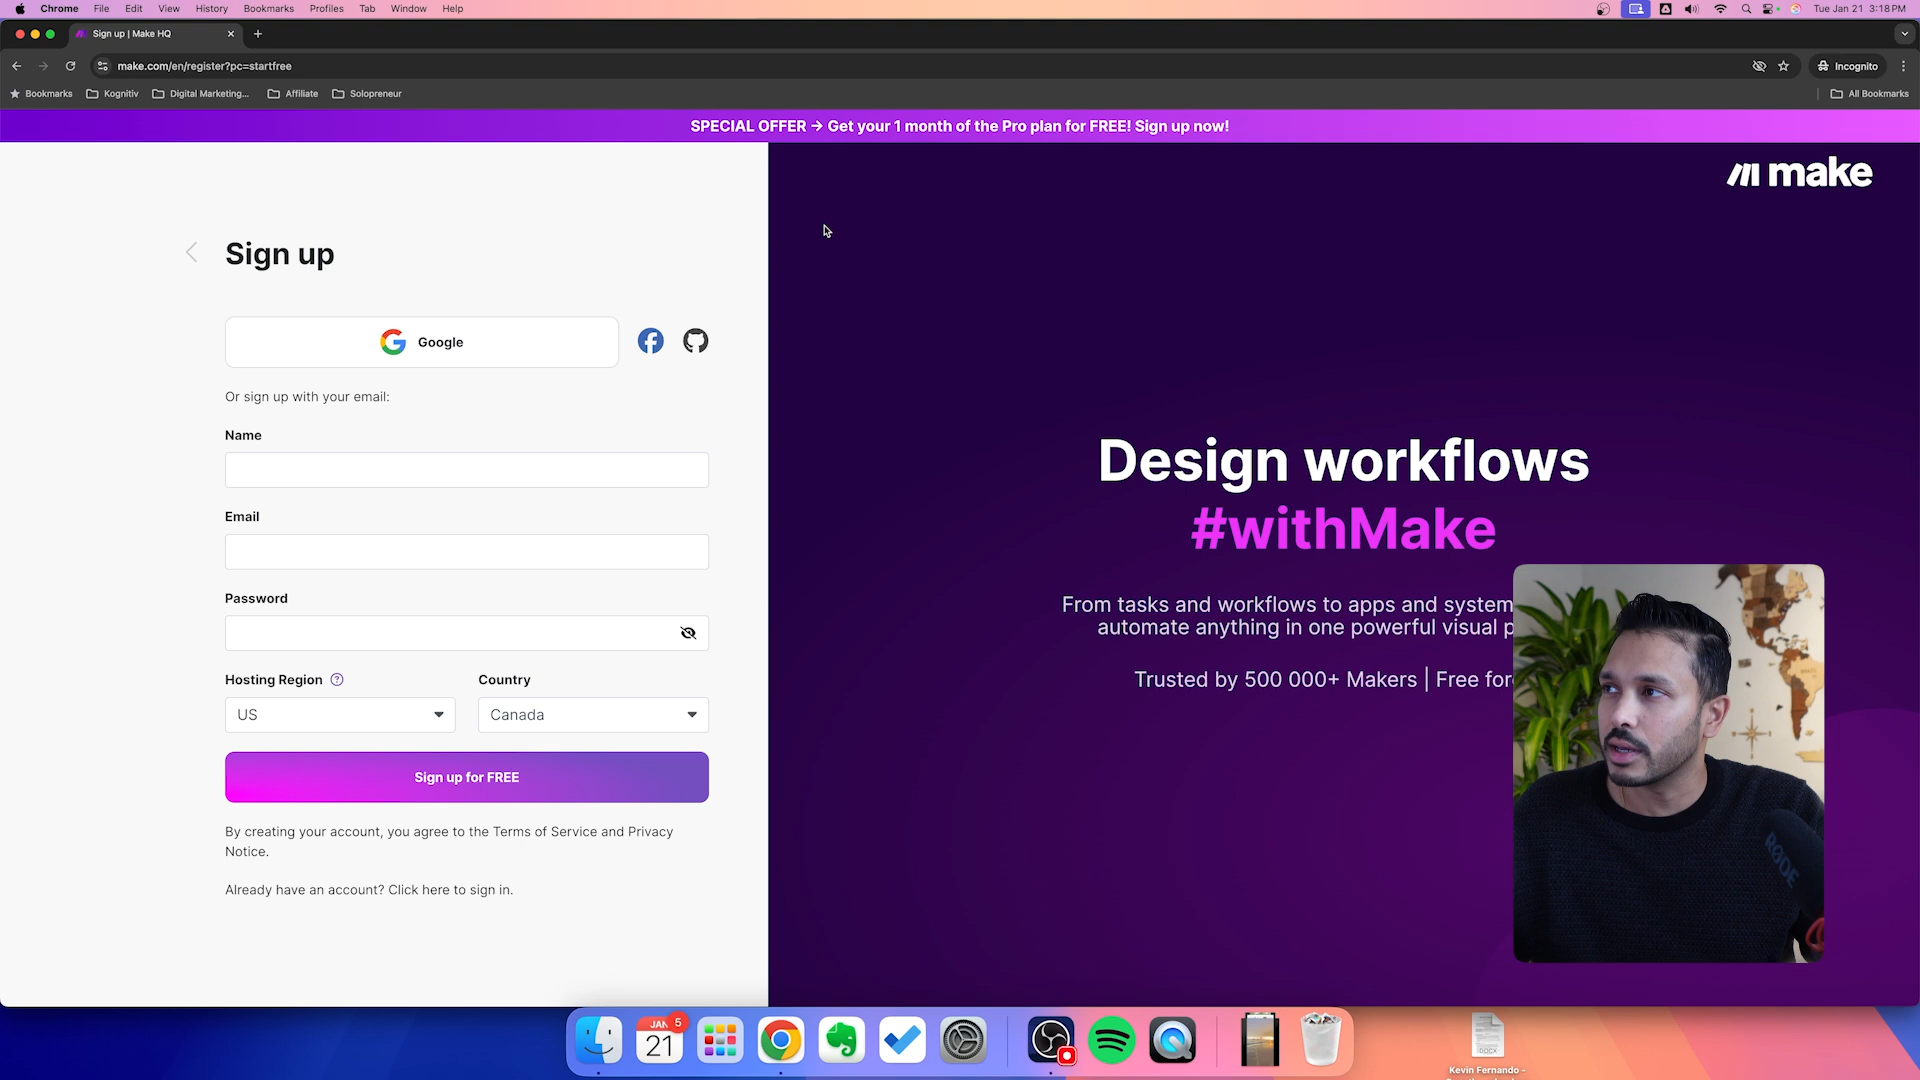 Chrome File Edit View History Bookmarks Profiles Tab Window Help
Tue Jan 21 3:18 PM
Sign up | Make HQ
make.com/en/register?pc=startfree
Incognito
Bookmarks Kognitiv Digital Marketing... Affiliate Solopreneur
All Bookmarks
SPECIAL OFFER → Get your 1 month of the Pro plan for FREE! Sign up now!
make
Sign up
Google
Or sign up with your email:
Name
Email
Password
Hosting Region ? Country
US Canada
Sign up for FREE
By creating your account, you agree to the Terms of Service and Privacy
Notice.
Already have an account? Click here to sign in.
Design workflows
#withMake
From tasks and workflows to apps and system
automate anything in one powerful visual p
Trusted by 500 000+ Makers | Free for
RØDE
JAN 5
21
DOCX
Kevin Fernando -